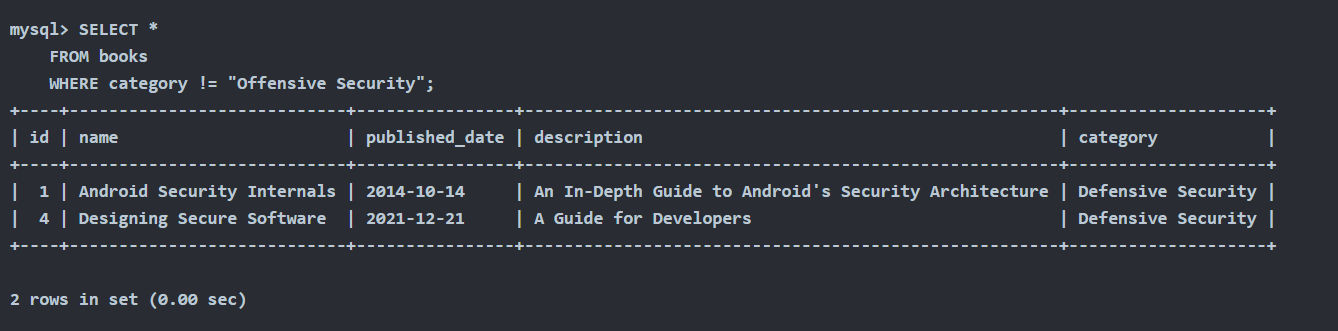 mysql> SELECT *
    FROM books
    WHERE category != "Offensive Security";
+----+----------------------------+----------------+------------------------------------------------------+--------------------+
| id | name                       | published_date | description                                          | category           |
+----+----------------------------+----------------+------------------------------------------------------+--------------------+
|  1 | Android Security Internals | 2014-10-14     | An In-Depth Guide to Android's Security Architecture | Defensive Security |
|  4 | Designing Secure Software  | 2021-12-21     | A Guide for Developers                               | Defensive Security |
+----+----------------------------+----------------+------------------------------------------------------+--------------------+
2 rows in set (0.00 sec)